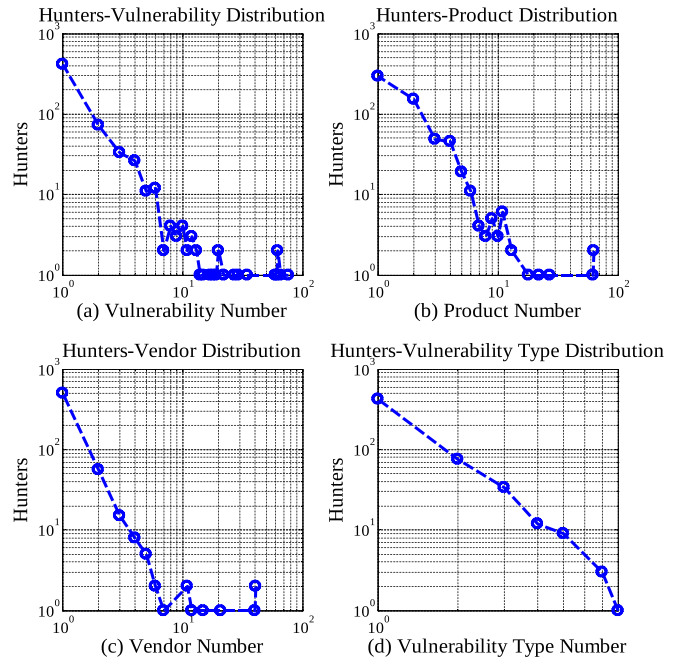 Hunters-Vulnerability Distribution
10^3
10^2
10^1
10^0
Hunters
10^0 10^1 10^2
(a) Vulnerability Number
Hunters-Product Distribution
10^3
10^2
10^1
10^0
Hunters
10^0 10^1 10^2
(b) Product Number
Hunters-Vendor Distribution
10^3
10^2
10^1
10^0
Hunters
10^0 10^1 10^2
(c) Vendor Number
Hunters-Vulnerability Type Distribution
10^3
10^2
10^1
10^0
Hunters
10^0
(d) Vulnerability Type Number